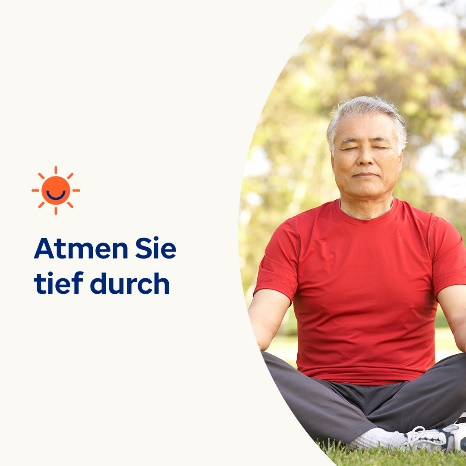 Atmen Sie
tief durch